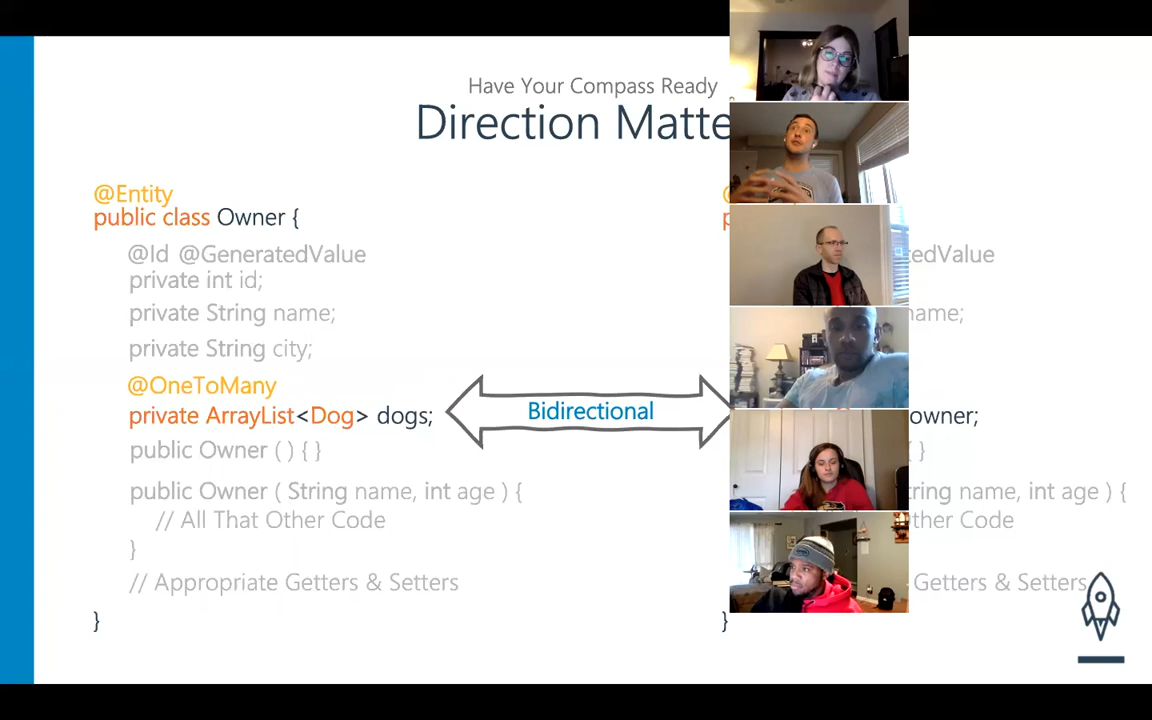 Have Your Compass Ready
Direction Matte
@Entity
public class Owner {
@Id @GeneratedValue
private int id;
private String name;
private String city;
@OneToMany
private ArrayList<Dog> dogs;
public Owner ( ) { }
public Owner ( String name, int age ) {
// All That Other Code
}
// Appropriate Getters & Setters
}
Bidirectional
edValue
name;
owner;
}
ring name, int age ) {
ther Code
Getters & Setters
}